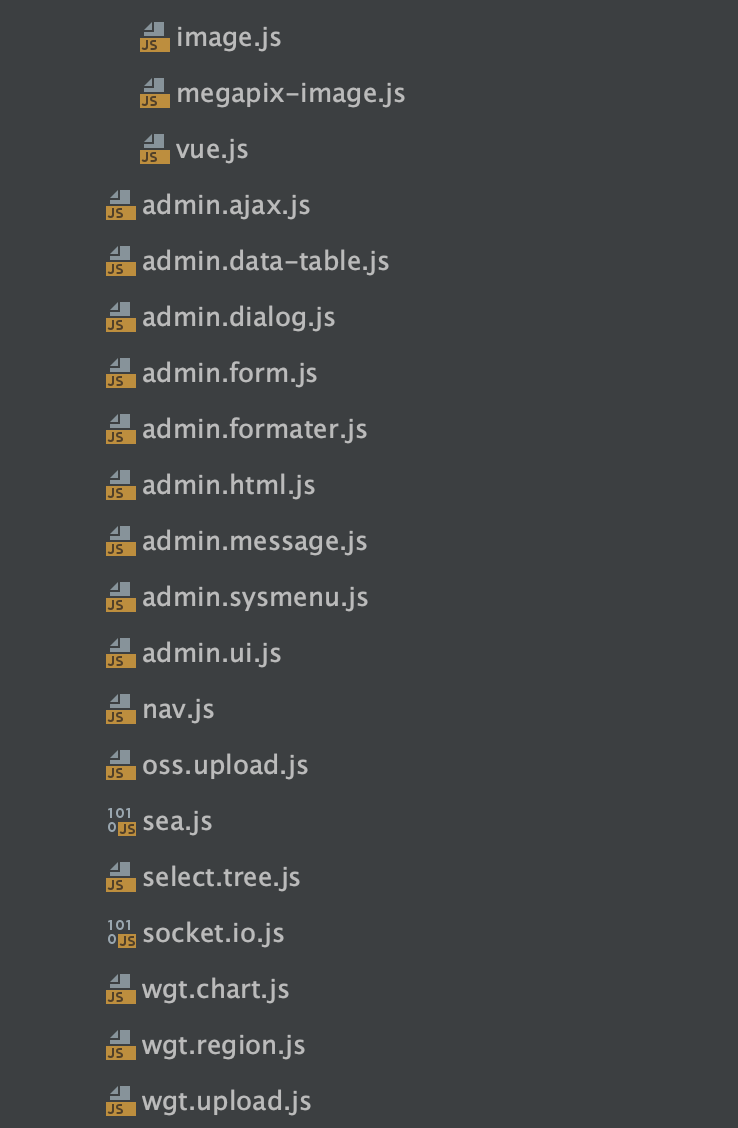 image.js
megapix-image.js
vue.js
admin.ajax.js
admin.data-table.js
admin.dialog.js
admin.form.js
admin.formater.js
admin.html.js
admin.message.js
admin.sysmenu.js
admin.ui.js
nav.js
oss.upload.js
sea.js
select.tree.js
socket.io.js
wgt.chart.js
wgt.region.js
wgt.upload.js